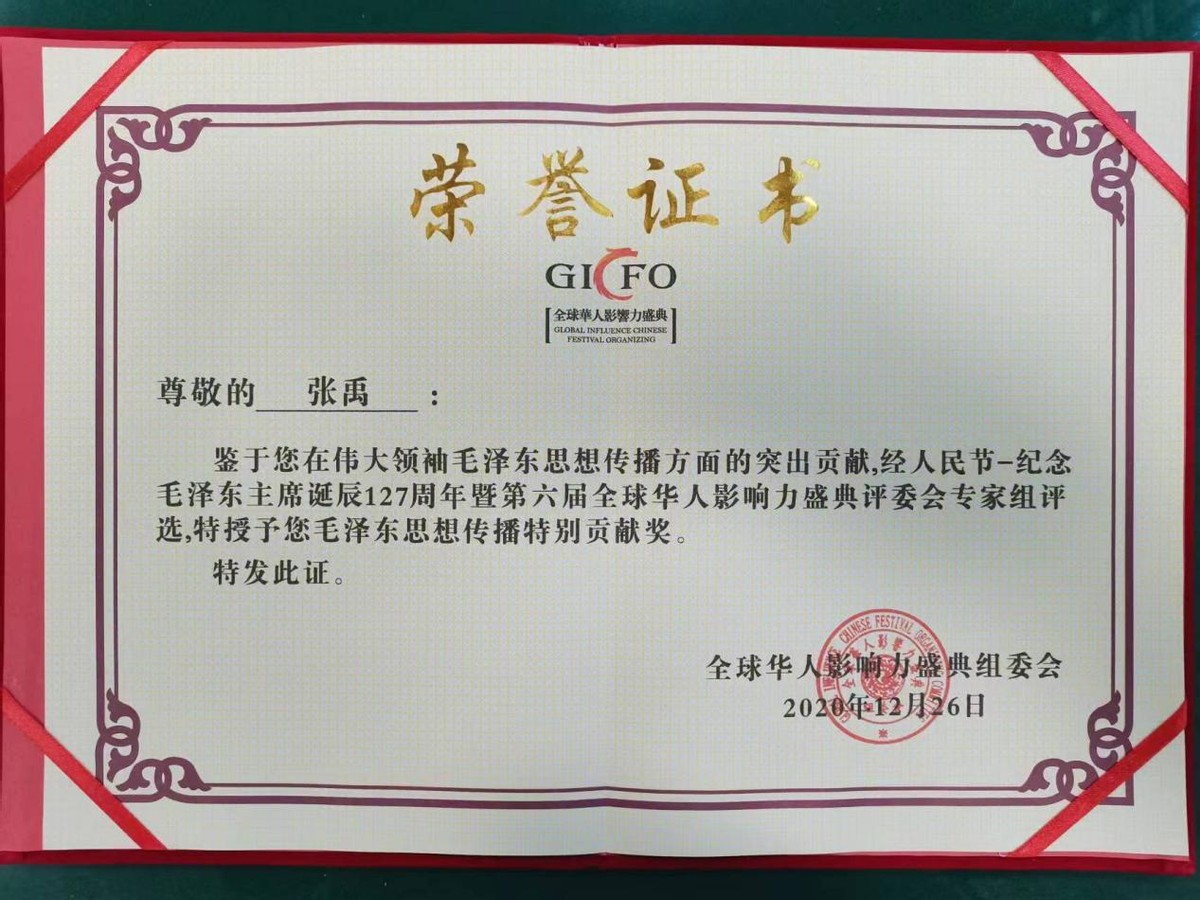 荣誉证书
GICFO
全球華人影響力盛典
GLOBAL INFLUENCE CHINESE
FESTIVAL ORGANIZING
尊敬的 张禹 :
鉴于您在伟大领袖毛泽东思想传播方面的突出贡献,经人民节-纪念
毛泽东主席诞辰127周年暨第六届全球华人影响力盛典评委会专家组评
选,特授予您毛泽东思想传播特别贡献奖。
特发此证。
全球华人影响力盛典组委会
2020年12月26日
CHINESE FESTIVAL